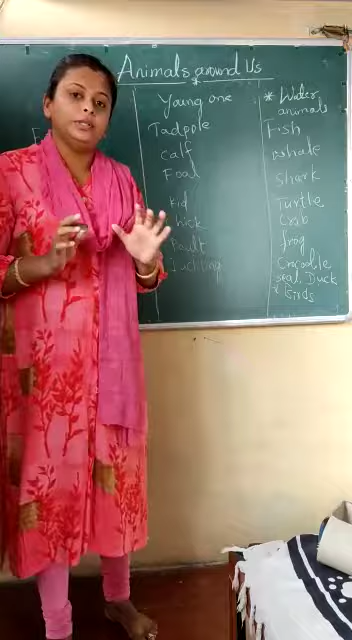 Animals around Us
Young one
Tadpole
calf
Foal
kid
hick
Poult
Duckling
* Water
animals
Fish
whale
Shark
Turtle
Crab
frog
Crocodile
seal, Duck
* birds